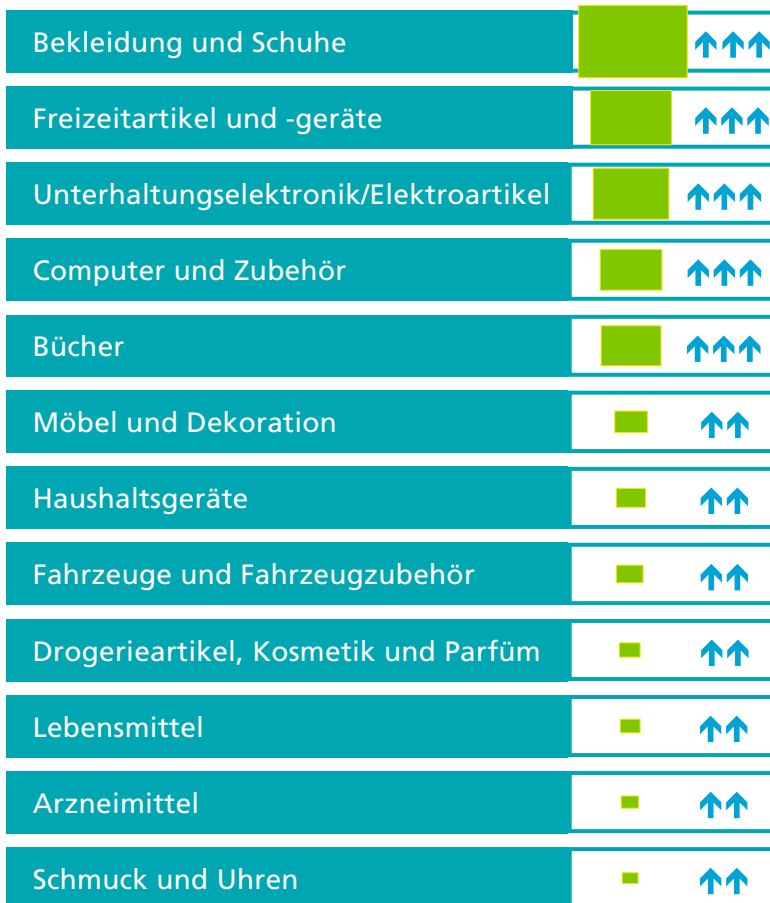 Bekleidung und Schuhe
Freizeitartikel und -geräte
Unterhaltungselektronik/Elektroartikel
Computer und Zubehör
Bücher
Möbel und Dekoration
Haushaltsgeräte
Fahrzeuge und Fahrzeugzubehör
Drogerieartikel, Kosmetik und Parfüm
Lebensmittel
Arzneimittel
Schmuck und Uhren